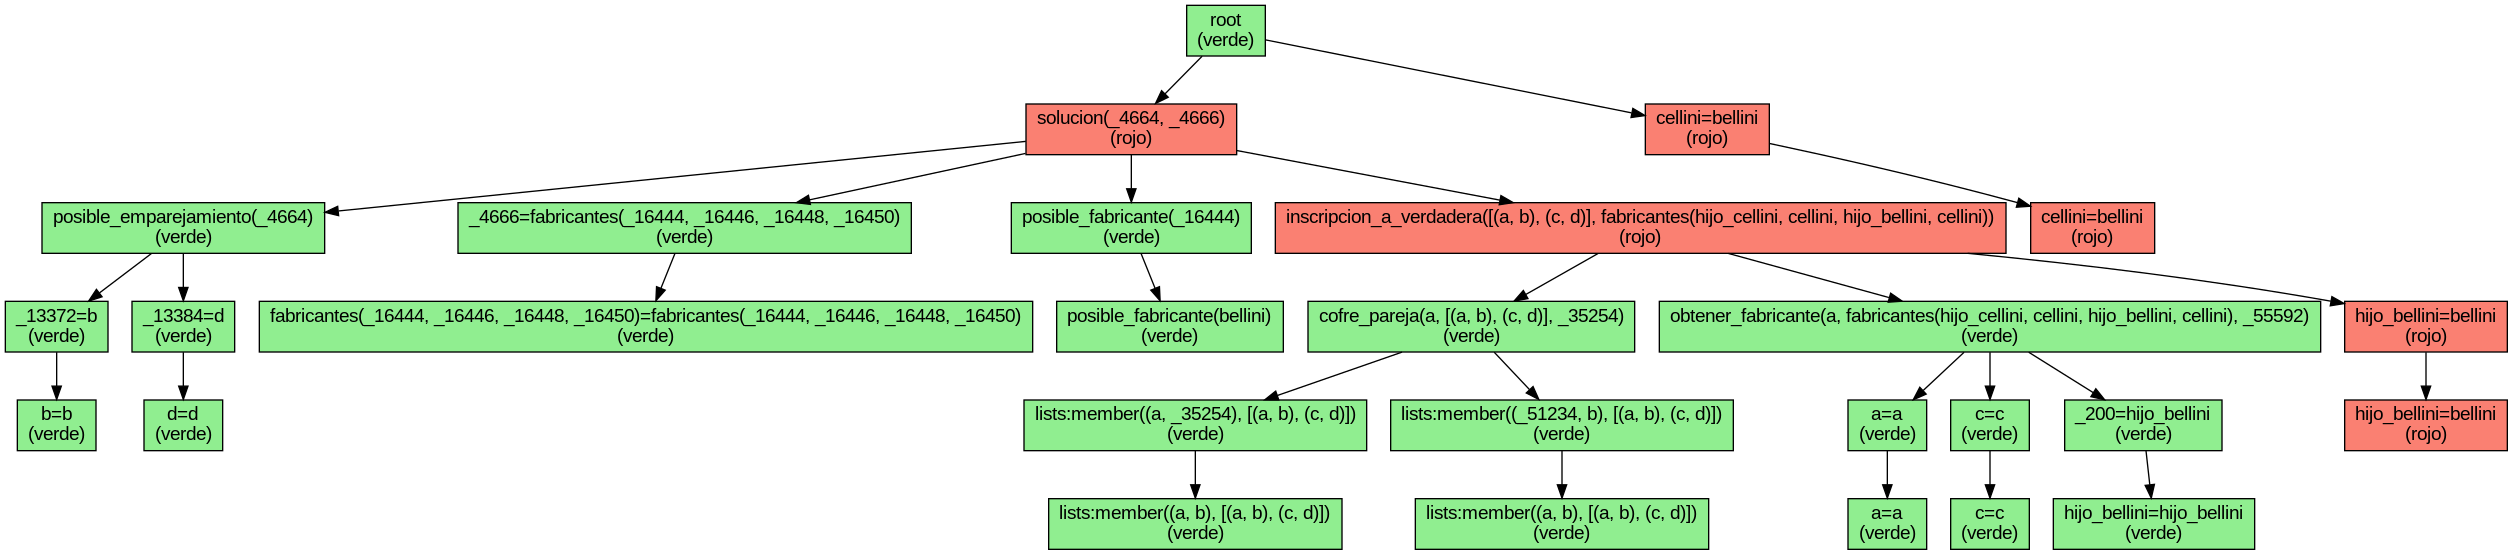 root
(verde)
solucion(_4664, _4666)
(rojo)
cellini=bellini
(rojo)
posible_emparejamiento(_4664)
(verde)
_4666=fabricantes(_16444, _16446, _16448, _16450)
(verde)
posible_fabricante(_16444)
(verde)
inscripcion_a_verdadera([(a, b), (c, d)], fabricantes(hijo_cellini, cellini, hijo_bellini, cellini))
(rojo)
cellini=bellini
(rojo)
_13372=b
(verde)
_13384=d
(verde)
fabricantes(_16444, _16446, _16448, _16450)=fabricantes(_16444, _16446, _16448, _16450)
(verde)
posible_fabricante(bellini)
(verde)
cofre_pareja(a, [(a, b), (c, d)], _35254)
(verde)
obtener_fabricante(a, fabricantes(hijo_cellini, cellini, hijo_bellini, cellini), _55592)
(verde)
hijo_bellini=bellini
(rojo)
b=b
(verde)
d=d
(verde)
lists:member((a, _35254), [(a, b), (c, d)])
(verde)
lists:member((_51234, b), [(a, b), (c, d)])
(verde)
a=a
(verde)
c=c
(verde)
_200=hijo_bellini
(verde)
hijo_bellini=bellini
(rojo)
lists:member((a, b), [(a, b), (c, d)])
(verde)
lists:member((a, b), [(a, b), (c, d)])
(verde)
a=a
(verde)
c=c
(verde)
hijo_bellini=hijo_bellini
(verde)